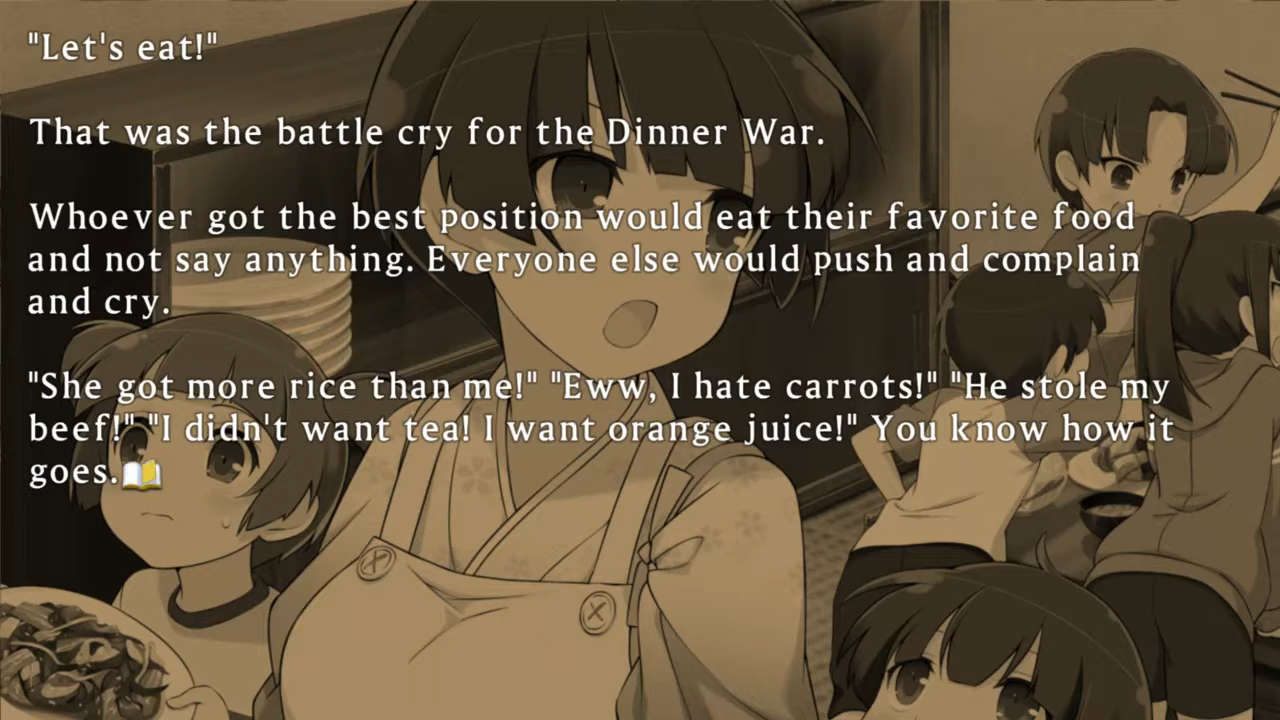 "Let's eat!"
That was the battle cry for the Dinner War.
Whoever got the best position would eat their favorite food
and not say anything. Everyone else would push and complain
and cry.
"She got more rice than me!" "Eww, I hate carrots!" "He stole my
beef!" "I didn't want tea! I want orange juice!" You know how it
goes.